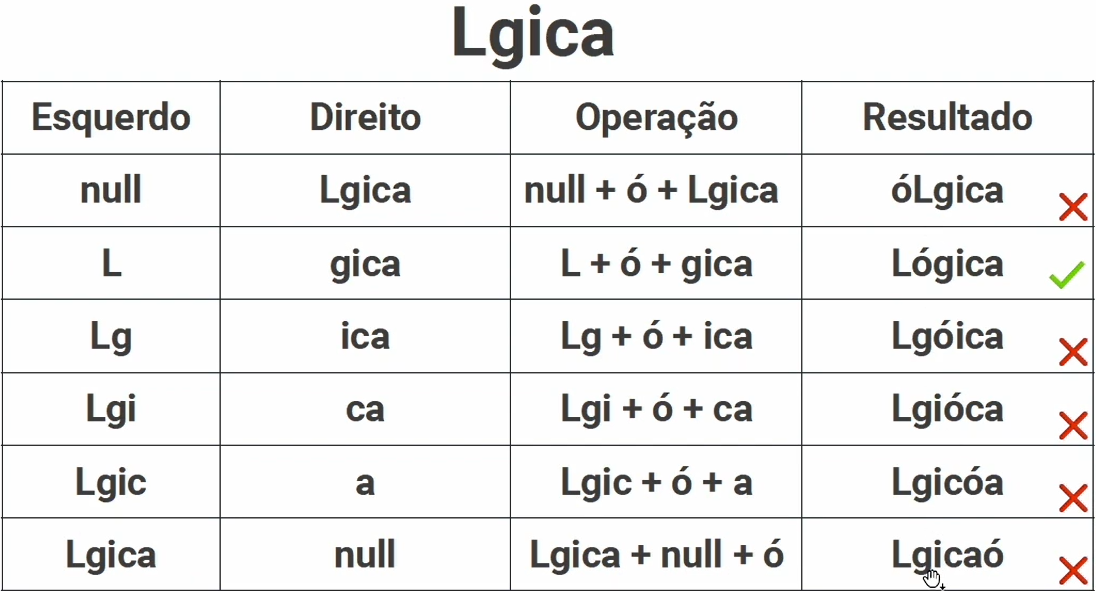 Lgica
Esquerdo Direito Operação Resultado
null Lgica null + ó + Lgica óLgica
L gica L + ó + gica Lógica
Lg ica Lg + ó + ica Lgóica
Lgi ca Lgi + ó + ca Lgióca
Lgic a Lgic + ó + a Lgicóa
Lgica null Lgica + null + ó Lgicaó